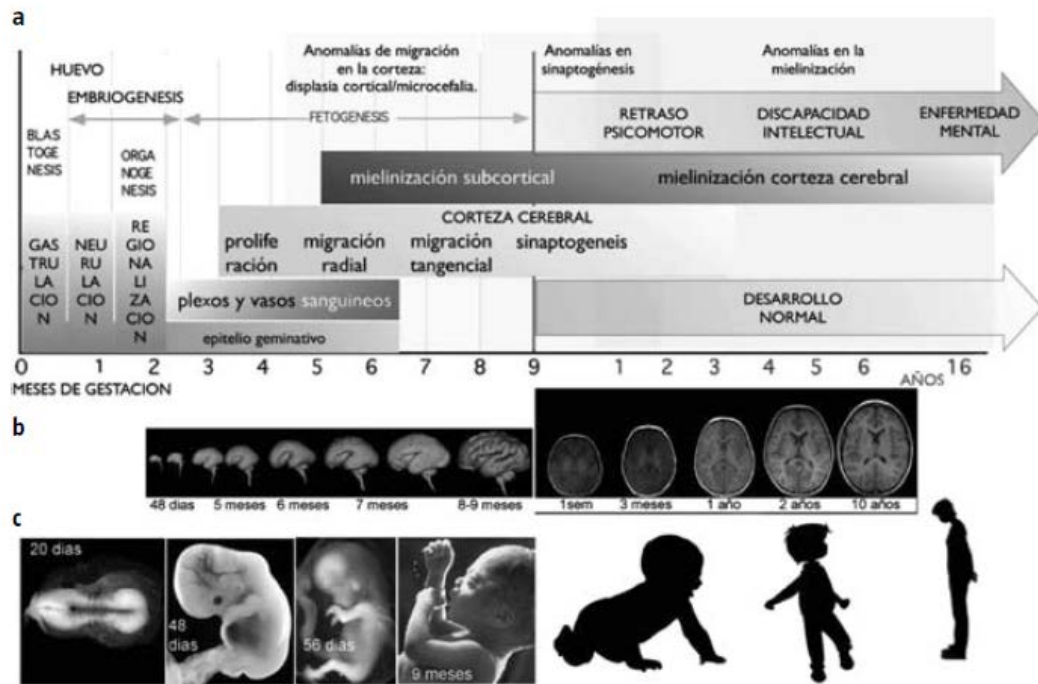 a
HUEVO
EMBRIOGENESIS
BLAS
TOGE
NESIS
ORGA
NOGE
NESIS
Anomalías de migración
en la corteza:
displasia cortical/microcefalia.
FETOGENESIS
Anomalías en
sinaptogénesis
Anomalías en la
mielinización
RETRASO
PSICOMOTOR
DISCAPACIDAD
INTELECTUAL
ENFERMEDAD
MENTAL
mielinización subcortical
mielinización corteza cerebral
CORTEZA CEREBRAL
prolife
ración
migración
radial
migración
tangencial
sinaptogeneis
GAS
TRU
LA
CIO
N
NEU
RU
LA
CIO
N
RE
GIO
NA
LI
ZA
CIO
N
plexos y vasos sanguineos
epitelio geminativo
DESARROLLO
NORMAL
0 1 2 3 4 5 6 7 8 9 1 2 4 5 6 16
MESES DE GESTACION
AÑOS
b
48 dias 5 meses 6 meses 7 meses 8-9 meses 1sem 3 meses 1 año 2 años 10 años
c
20 dias
48
dias
56 dias
9 meses